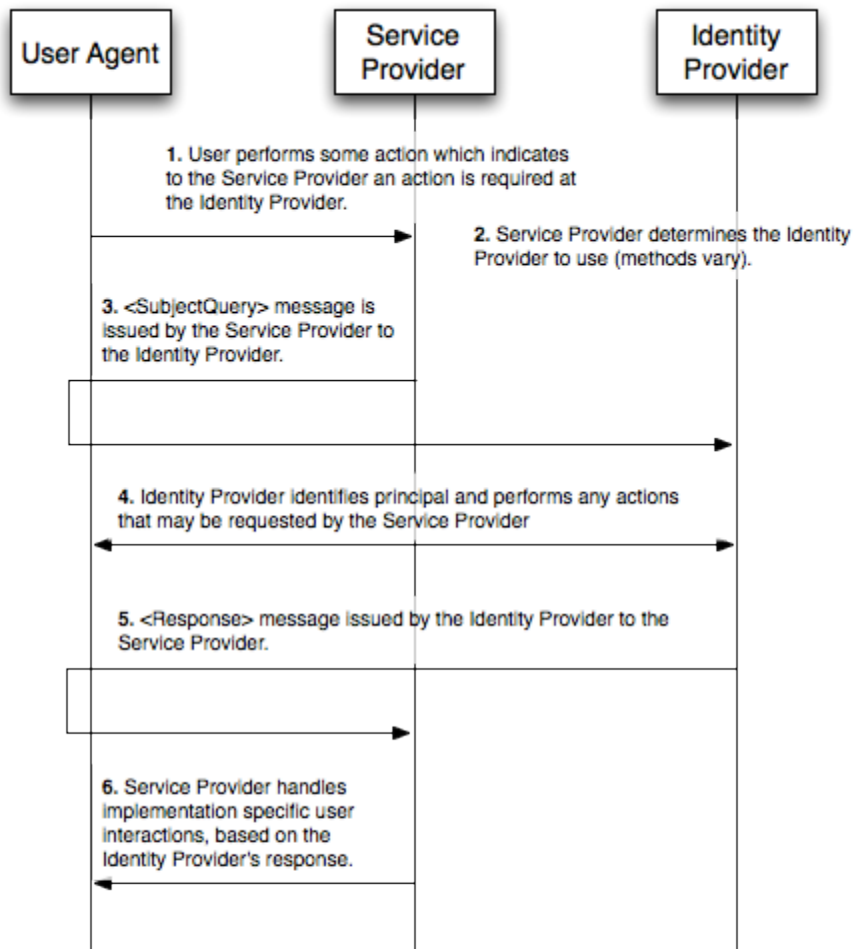 User Agent
Service
Provider
Identity
Provider
1. User performs some action which indicates
to the Service Provider an action is required at
the Identity Provider.
2. Service Provider determines the Identity
Provider to use (methods vary).
3. <SubjectQuery> message is
issued by the Service Provider to
the Identity Provider.
4. Identity Provider identifies principal and performs any actions
that may be requested by the Service Provider
5. <Response> message issued by the Identity Provider to the
Service Provider.
6. Service Provider handles
implementation specific user
interactions, based on the
Identity Provider's response.